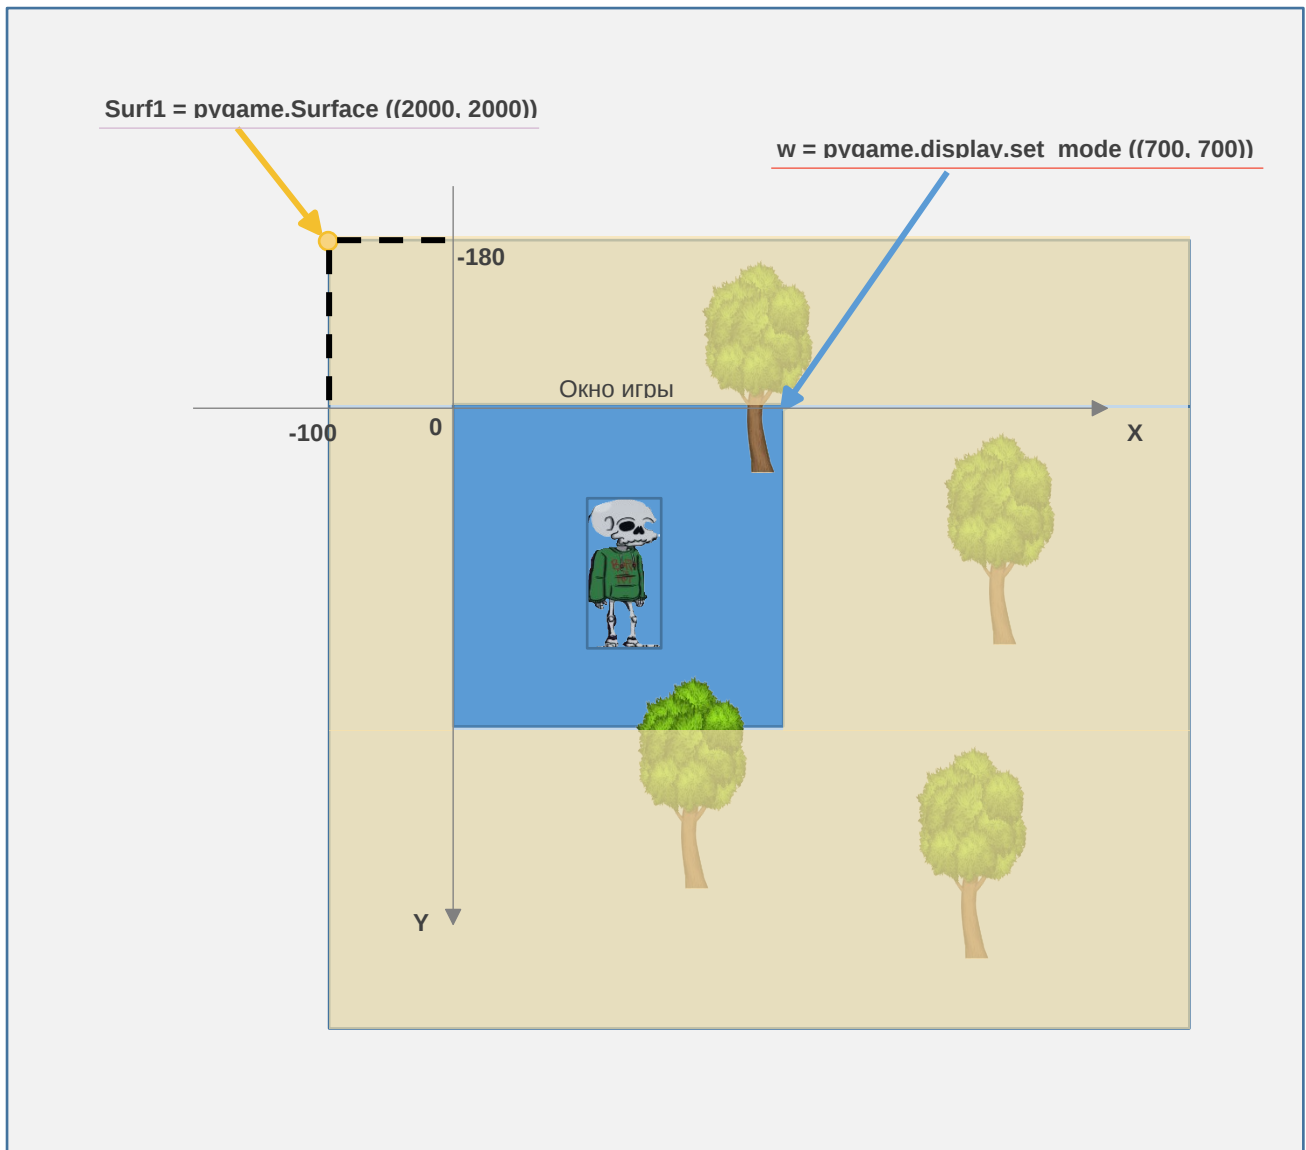 Surf1 = pygame.Surface ((2000, 2000))
w = pygame.display.set_mode ((700, 700))
-180
Окно игры
-100
0
X
Y